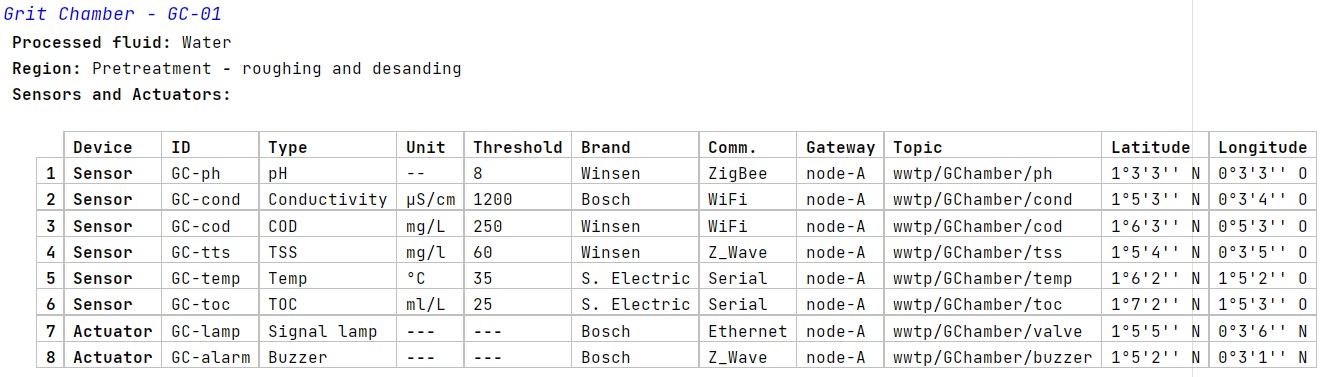 Grit Chamber - GC-01
Processed fluid: Water
Region: Pretreatment - roughing and desanding
Sensors and Actuators:
Device ID Type Unit Threshold Brand Comm. Gateway Topic Latitude Longitude
1 Sensor GC-ph pH -- 8 Winsen ZigBee node-A wwtp/GChamber/ph 1°3'3'' N 0°3'3'' O
2 Sensor GC-cond Conductivity µS/cm 1200 Bosch WiFi node-A wwtp/GChamber/cond 1°5'3'' N 0°3'4'' O
3 Sensor GC-cod COD mg/L 250 Winsen WiFi node-A wwtp/GChamber/cod 1°6'3'' N 0°5'3'' O
4 Sensor GC-tts TSS mg/l 60 Winsen Z_Wave node-A wwtp/GChamber/tss 1°5'4'' N 0°3'5'' O
5 Sensor GC-temp Temp °C 35 S. Electric Serial node-A wwtp/GChamber/temp 1°6'2'' N 1°5'2'' O
6 Sensor GC-toc TOC ml/L 25 S. Electric Serial node-A wwtp/GChamber/toc 1°7'2'' N 1°5'3'' O
7 Actuator GC-lamp Signal lamp --- --- Bosch Ethernet node-A wwtp/GChamber/valve 1°5'5'' N 0°3'6'' N
8 Actuator GC-alarm Buzzer --- --- Bosch Z_Wave node-A wwtp/GChamber/buzzer 1°5'2'' N 0°3'1'' N